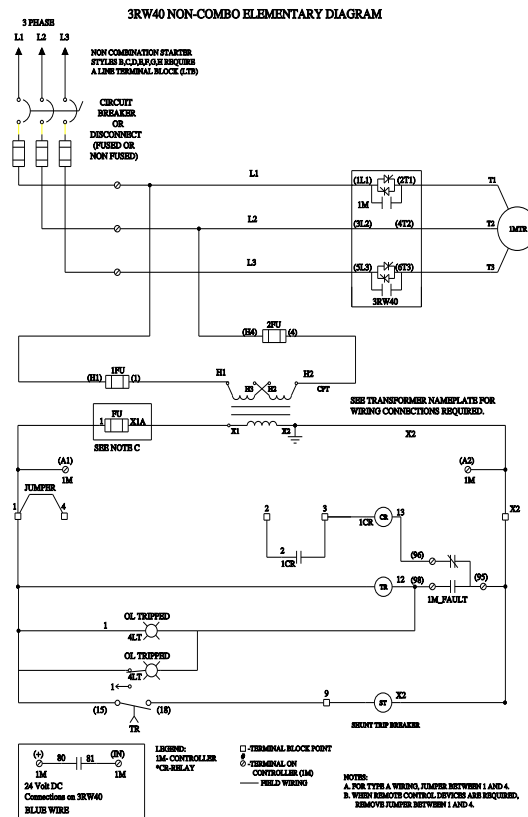 3RW40 NON-COMBO ELEMENTARY DIAGRAM
3 PHASE
L1 L2 L3
NON COMBINATION STARTER
STYLES B,C,D,E,F,G,H REQUIRE
A LINE TERMINAL BLOCK (LTB)
CIRCUIT
BREAKER
OR
DISCONNECT
(FUSED OR
NON FUSED)
L1
(1L1) (2T1)
T1
1M
L2
(3L2) (4T2)
T2
1MTR
L3
(5L3) (6T3)
T3
3RW40
2FU
(H4) (4)
1FU
(H1) (1)
H1 H3 H2 H2
CPT
SEE TRANSFORMER NAMEPLATE FOR
WIRING CONNECTIONS REQUIRED.
FU
1 X1A
X1 X2
X2
SEE NOTE C
(A1)
1M
(A2)
1M
JUMPER
1 4
2 3
1CR
CR
13
X2
2
1CR
(96)
TR
12 (98)
(95)
1M_FAULT
OL TRIPPED
1
4LT
OL TRIPPED
4LT
1
(15) (18)
TR
9
ST
X2
SHUNT TRIP BREAKER
(+) 80 81 (IN)
1M 1M
24 Volt DC
Connections on 3RW40
BLUE WIRE
LEGEND:
1M- CONTROLLER
*CR-RELAY
-TERMINAL BLOCK POINT
#
-TERMINAL ON
CONTROLLER (1M)
FIELD WIRING
NOTES:
A. FOR TYPE A WIRING, JUMPER BETWEEN 1 AND 4.
B. WHEN REMOTE CONTROL DEVICES ARE REQUIRED,
REMOVE JUMPER BETWEEN 1 AND 4.